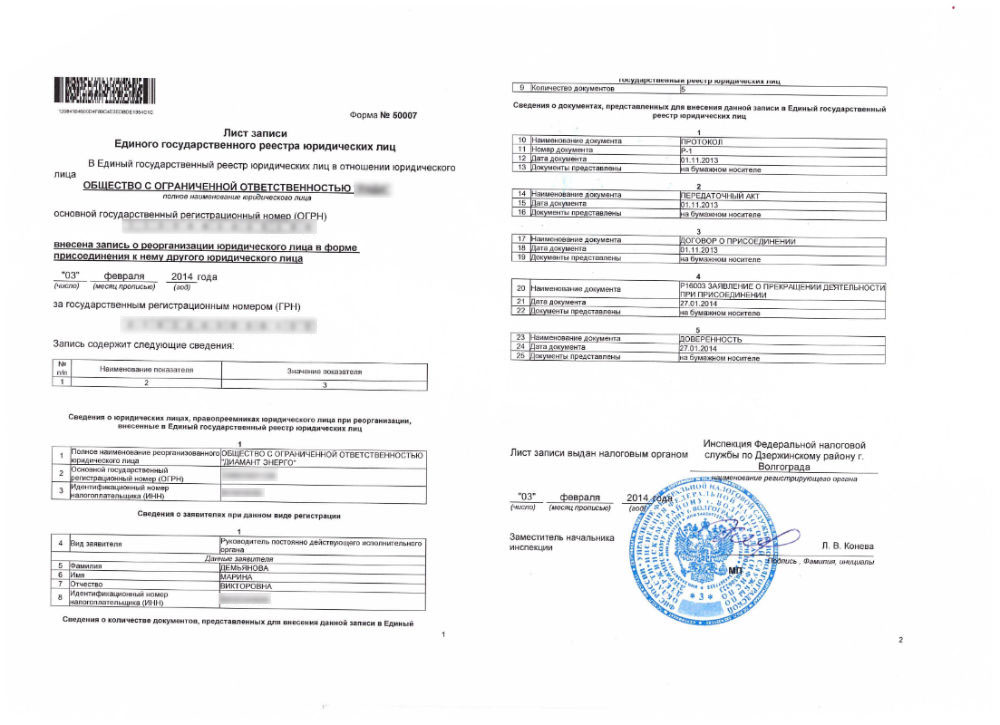 Форма № 50007
Лист записи
Единого государственного реестра юридических лиц
В Единый государственный реестр юридических лиц в отношении юридического
лица
ОБЩЕСТВО С ОГРАНИЧЕННОЙ ОТВЕТСТВЕННОСТЬЮ
полное наименование юридического лица
основной государственный регистрационный номер (ОГРН)
внесена запись о реорганизации юридического лица в форме
присоединения к нему другого юридического лица
"03" февраля 2014 года
(число) (месяц прописью) (год)
за государственным регистрационным номером (ГРН)
Запись содержит следующие сведения:
№ п/п Наименование показателя Значение показателя
1 2 3
Сведения о юридических лицах, правопреемниках юридического лица при реорганизации,
внесенные в Единый государственный реестр юридических лиц
1
1 Полное наименование реорганизованного юридического лица ОБЩЕСТВО С ОГРАНИЧЕННОЙ ОТВЕТСТВЕННОСТЬЮ "ДИАМАНТ ЭНЕРГО"
2 Основной государственный регистрационный номер (ОГРН)
3 Идентификационный номер налогоплательщика (ИНН)
Сведения о заявителях при данном виде регистрации
1
4 Вид заявителя Руководитель постоянно действующего исполнительного органа
Данные заявителя
5 Фамилия ДЕМЬЯНОВА
6 Имя МАРИНА
7 Отчество ВИКТОРОВНА
8 Идентификационный номер налогоплательщика (ИНН)
Сведения о количестве документов, представленных для внесения данной записи в Единый
1
государственный реестр юридических лиц
9 Количество документов 5
Сведения о документах, представленных для внесения данной записи в Единый государственный
реестр юридических лиц
1
10 Наименование документа ПРОТОКОЛ
11 Номер документа Р-1
12 Дата документа 01.11.2013
13 Документы представлены на бумажном носителе
2
14 Наименование документа ПЕРЕДАТОЧНЫЙ АКТ
15 Дата документа 01.11.2013
16 Документы представлены на бумажном носителе
3
17 Наименование документа ДОГОВОР О ПРИСОЕДИНЕНИИ
18 Дата документа 01.11.2013
19 Документы представлены на бумажном носителе
4
20 Наименование документа Р16003 ЗАЯВЛЕНИЕ О ПРЕКРАЩЕНИИ ДЕЯТЕЛЬНОСТИ ПРИ ПРИСОЕДИНЕНИИ
21 Дата документа 27.01.2014
22 Документы представлены на бумажном носителе
5
23 Наименование документа ДОВЕРЕННОСТЬ
24 Дата документа 27.01.2014
25 Документы представлены на бумажном носителе
Лист записи выдан налоговым органом
Инспекция Федеральной налоговой
службы по Дзержинскому району г.
Волгограда
наименование регистрирующего органа
"03" февраля 2014 года
(число) (месяц прописью) (год)
Заместитель начальника
инспекции
Л. В. Конева
Подпись , Фамилия, инициалы
МП
2